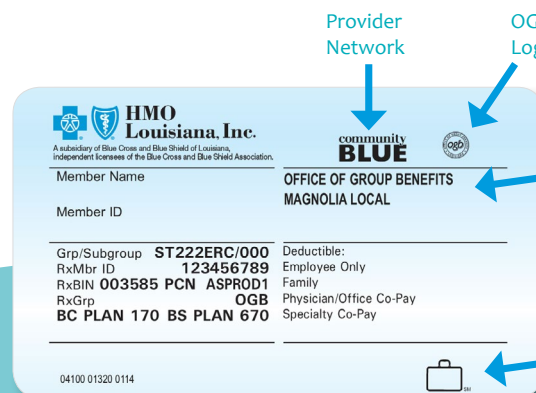 Provider
Network
OG
Log
HMO
Louisiana, Inc.
A subsidiary of Blue Cross and Blue Shield of Louisiana,
independent licensees of the Blue Cross and Blue Shield Association.
community
BLUE
ogb
Member Name
Member ID
OFFICE OF GROUP BENEFITS
MAGNOLIA LOCAL
Grp/Subgroup ST222ERC/000
RxMbr ID 123456789
RxBIN 003585 PCN ASPROD1
RxGrp OGB
BC PLAN 170 BS PLAN 670
Deductible:
Employee Only
Family
Physician/Office Co-Pay
Specialty Co-Pay
04100 01320 0114
SM